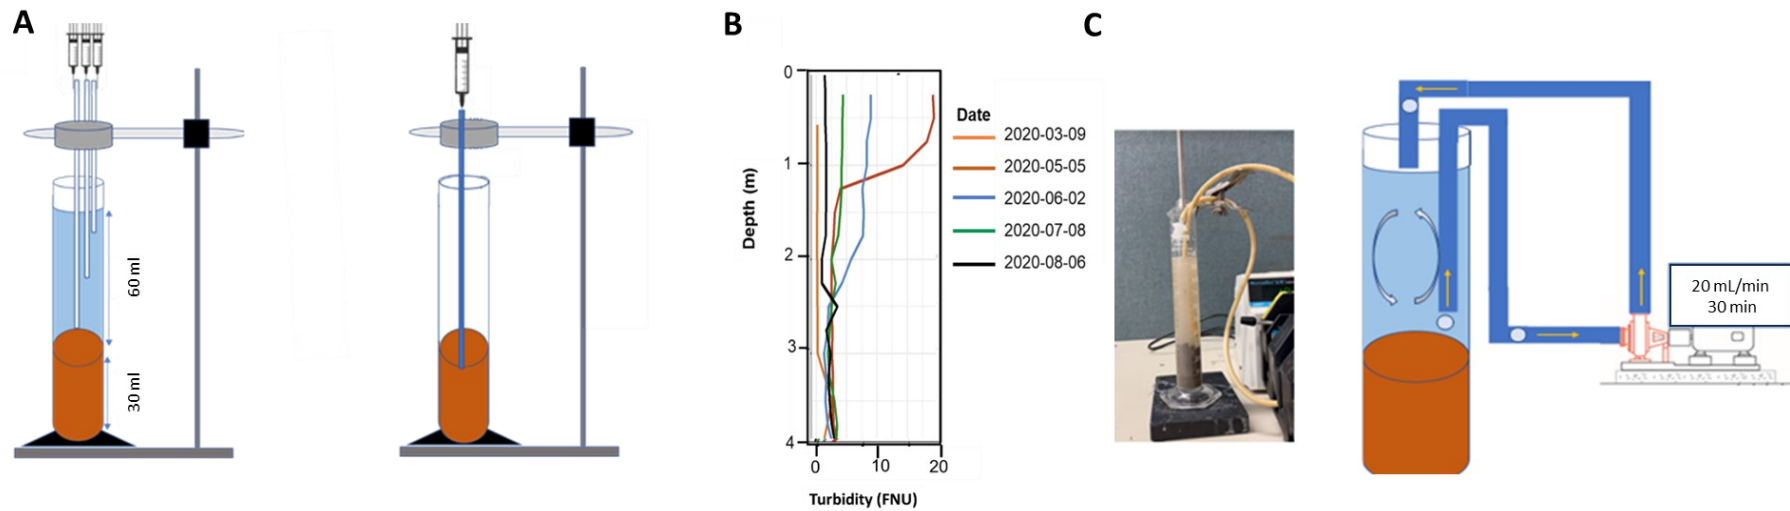 A
60 ml
30 ml
B
0
1
2
3
4
Depth (m)
0 10 20
Turbidity (FNU)
Date
2020-03-09
2020-05-05
2020-06-02
2020-07-08
2020-08-06
C
20 mL/min
30 min